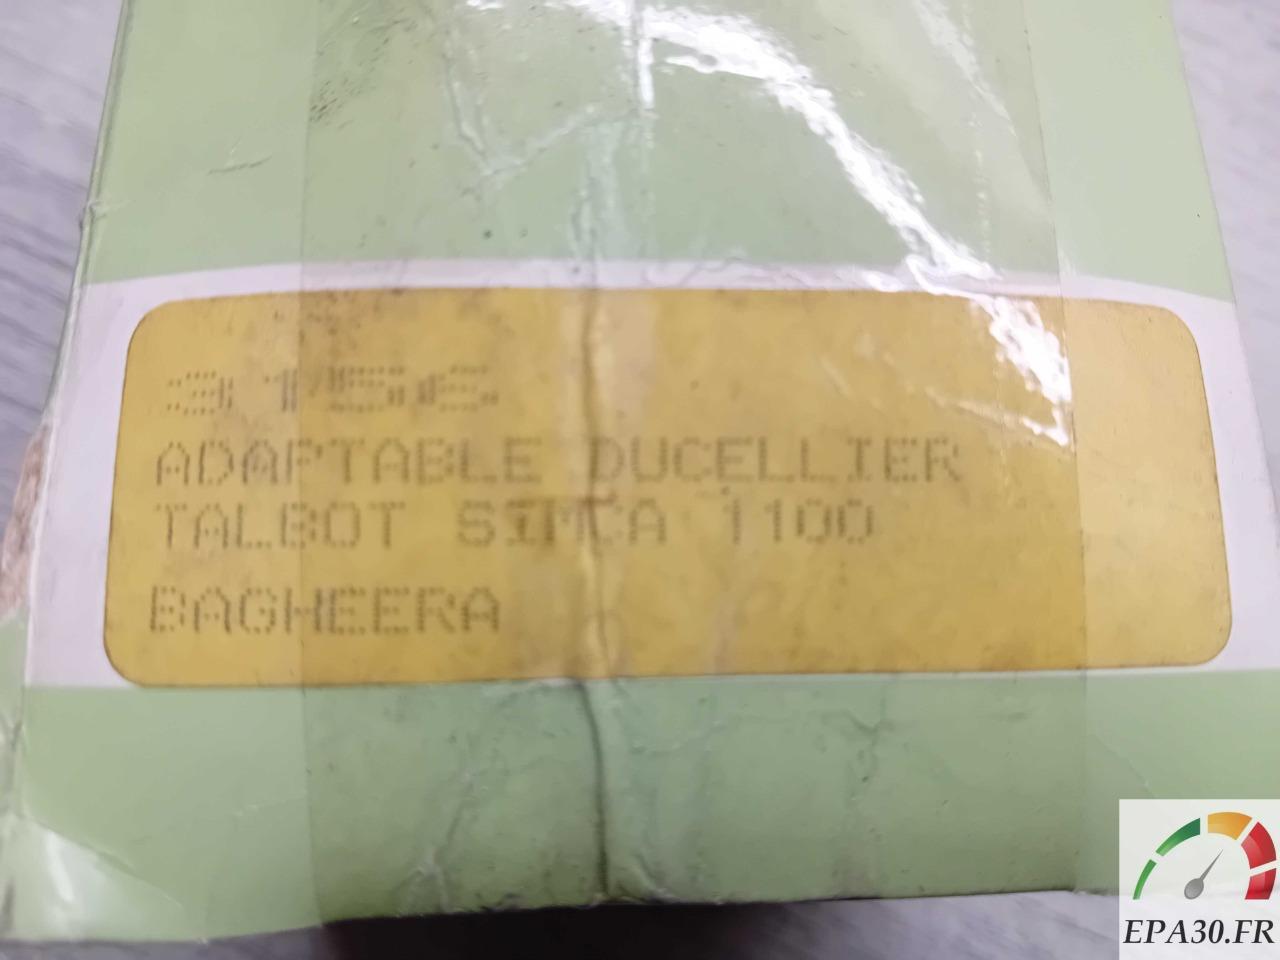 3156
ADAPTABLE DUCELLIER
TALBOT SIMCA 1100
BAGHEERA
EPA30.FR